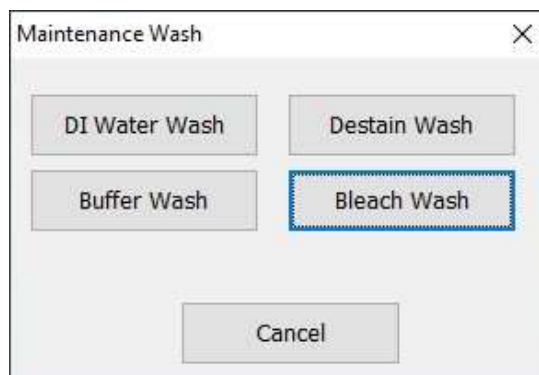 Maintenance Wash
DI Water Wash
Destain Wash
Buffer Wash
Bleach Wash
Cancel